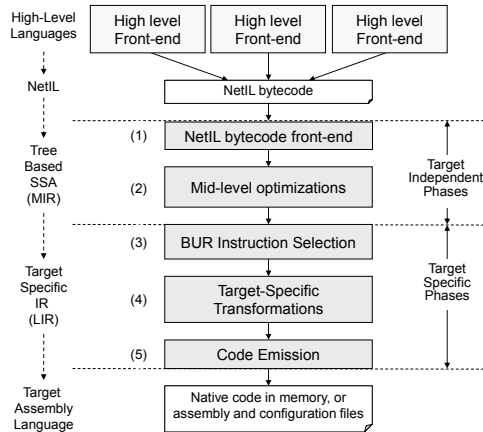 High-Level
Languages
High level
Front-end
High level
Front-end
High level
Front-end
NetIL
NetIL bytecode
(1)
NetIL bytecode front-end
Tree
Based
SSA
(MIR)
(2)
Mid-level optimizations
Target
Independent
Phases
(3)
BUR Instruction Selection
Target
Specific
IR
(LIR)
(4)
Target-Specific
Transformations
Target
Specific
Phases
(5)
Code Emission
Target
Assembly
Language
Native code in memory, or
assembly and configuration files